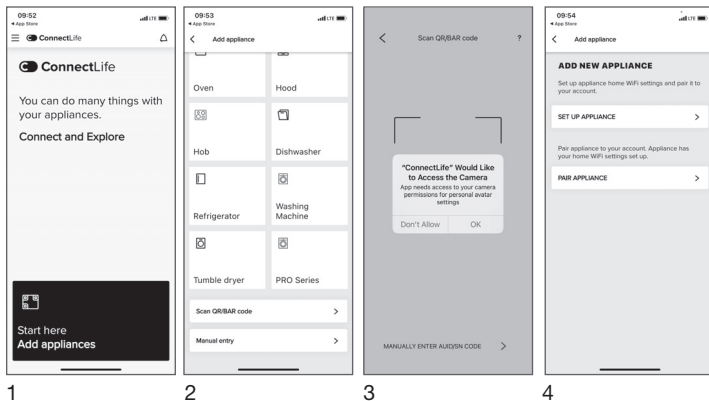 09:52
LTE
◄ App Store
ConnectLife
ConnectLife
You can do many things with
your appliances.
Connect and Explore
Start here
Add appliances
1
09:53
LTE
◄ App Store
Add appliance
Oven
Hood
Hob
Dishwasher
Refrigerator
Washing
Machine
Tumble dryer
PRO Series
Scan QR/BAR code
Manual entry
2
Scan QR/BAR code
?
"ConnectLife" Would Like
to Access the Camera
App needs access to your camera
permissions for personal avatar
settings
Don't Allow
OK
MANUALLY ENTER AUID/SN CODE
3
09:54
LTE
◄ App Store
Add appliance
ADD NEW APPLIANCE
Set up appliance home WiFi settings and pair it to
your account.
SET UP APPLIANCE
Pair appliance to your account. Appliance has
your home WiFi settings set up.
PAIR APPLIANCE
4